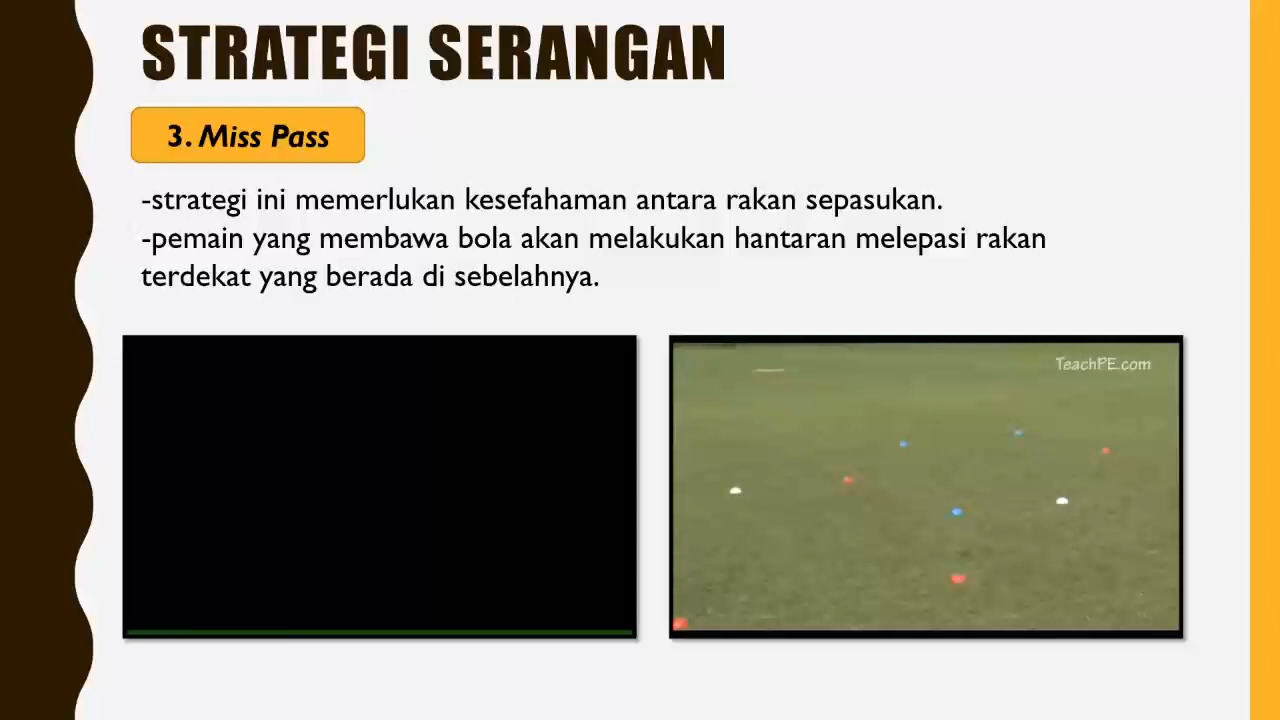 STRATEGI SERANGAN
3. Miss Pass
-strategi ini memerlukan kesefahaman antara rakan sepasukan.
-pemain yang membawa bola akan melakukan hantaran melepasi rakan
terdekat yang berada di sebelahnya.
TeachPE.com